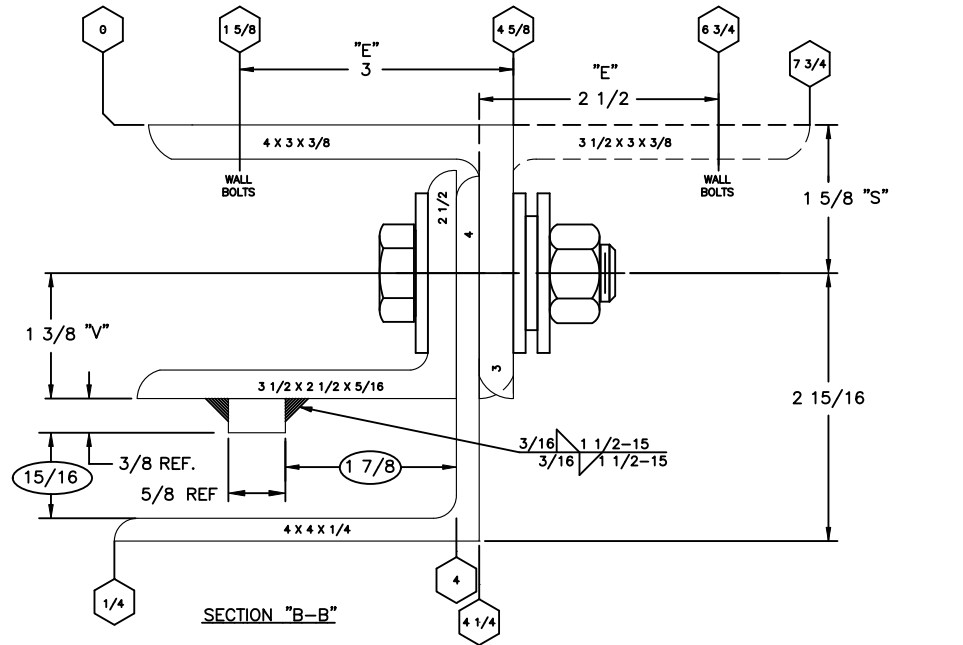 0
1 5/8
4 5/8
6 3/4
7 3/4
"E"
3
"E"
2 1/2
4 X 3 X 3/8
3 1/2 X 3 X 3/8
WALL
BOLTS
WALL
BOLTS
1 5/8 "S"
2 1/2
4
1 3/8 "V"
3
3 1/2 X 2 1/2 X 5/16
2 15/16
3/16
1 1/2-15
3/16
1 1/2-15
3/8 REF.
15/16
1 7/8
5/8 REF
4 X 4 X 1/4
4
1/4
SECTION "B-B"
4 1/4